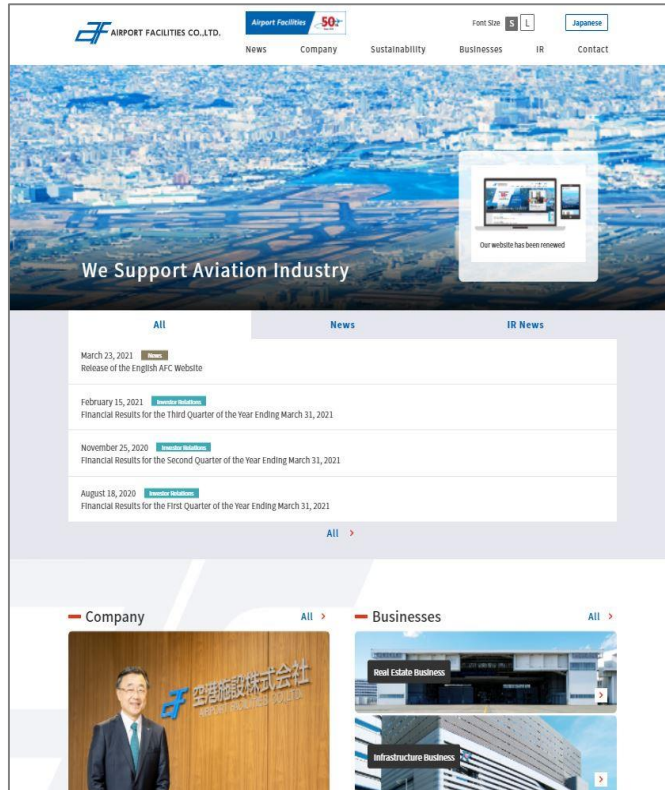 AIRPORT FACILITIES CO.,LTD.
Airport Facilities 50th
Font Size S L
Japanese
News Company Sustainability Businesses IR Contact
Our website has been renewed
We Support Aviation Industry
All News IR News
March 23, 2021 News
Release of the English AFC Website
February 15, 2021 Investor Relations
Financial Results for the Third Quarter of the Year Ending March 31, 2021
November 25, 2020 Investor Relations
Financial Results for the Second Quarter of the Year Ending March 31, 2021
August 18, 2020 Investor Relations
Financial Results for the First Quarter of the Year Ending March 31, 2021
All >
Company All >
Businesses All >
空港施設株式会社
AIRPORT FACILITIES CO.,LTD.
Real Estate Business
Infrastructure Business